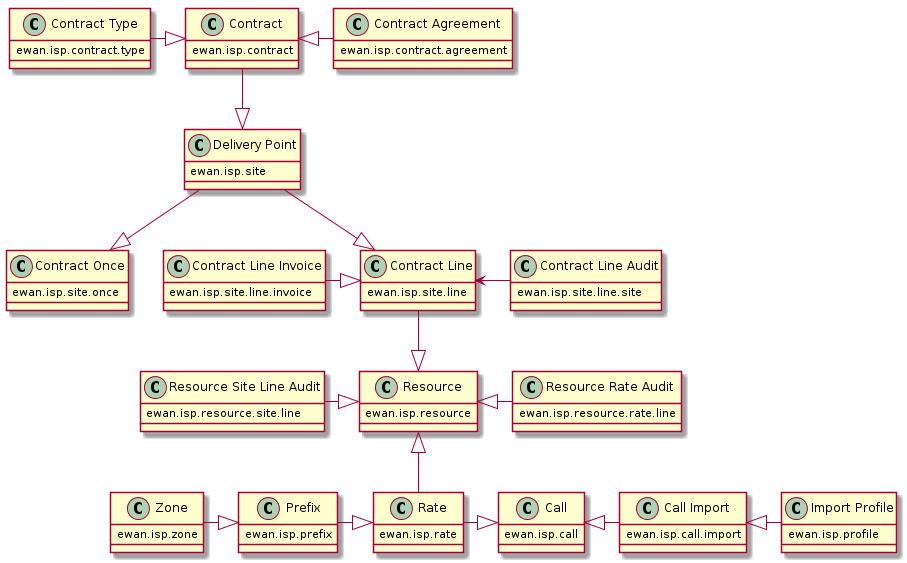 C Contract Type
ewan.isp.contract.type
C Contract
ewan.isp.contract
C Contract Agreement
ewan.isp.contract.agreement
C Delivery Point
ewan.isp.site
C Contract Once
ewan.isp.site.once
C Contract Line Invoice
ewan.isp.site.line.invoice
C Contract Line
ewan.isp.site.line
C Contract Line Audit
ewan.isp.site.line.site
C Resource Site Line Audit
ewan.isp.resource.site.line
C Resource
ewan.isp.resource
C Resource Rate Audit
ewan.isp.resource.rate.line
C Zone
ewan.isp.zone
C Prefix
ewan.isp.prefix
C Rate
ewan.isp.rate
C Call
ewan.isp.call
C Call Import
ewan.isp.call.import
C Import Profile
ewan.isp.profile